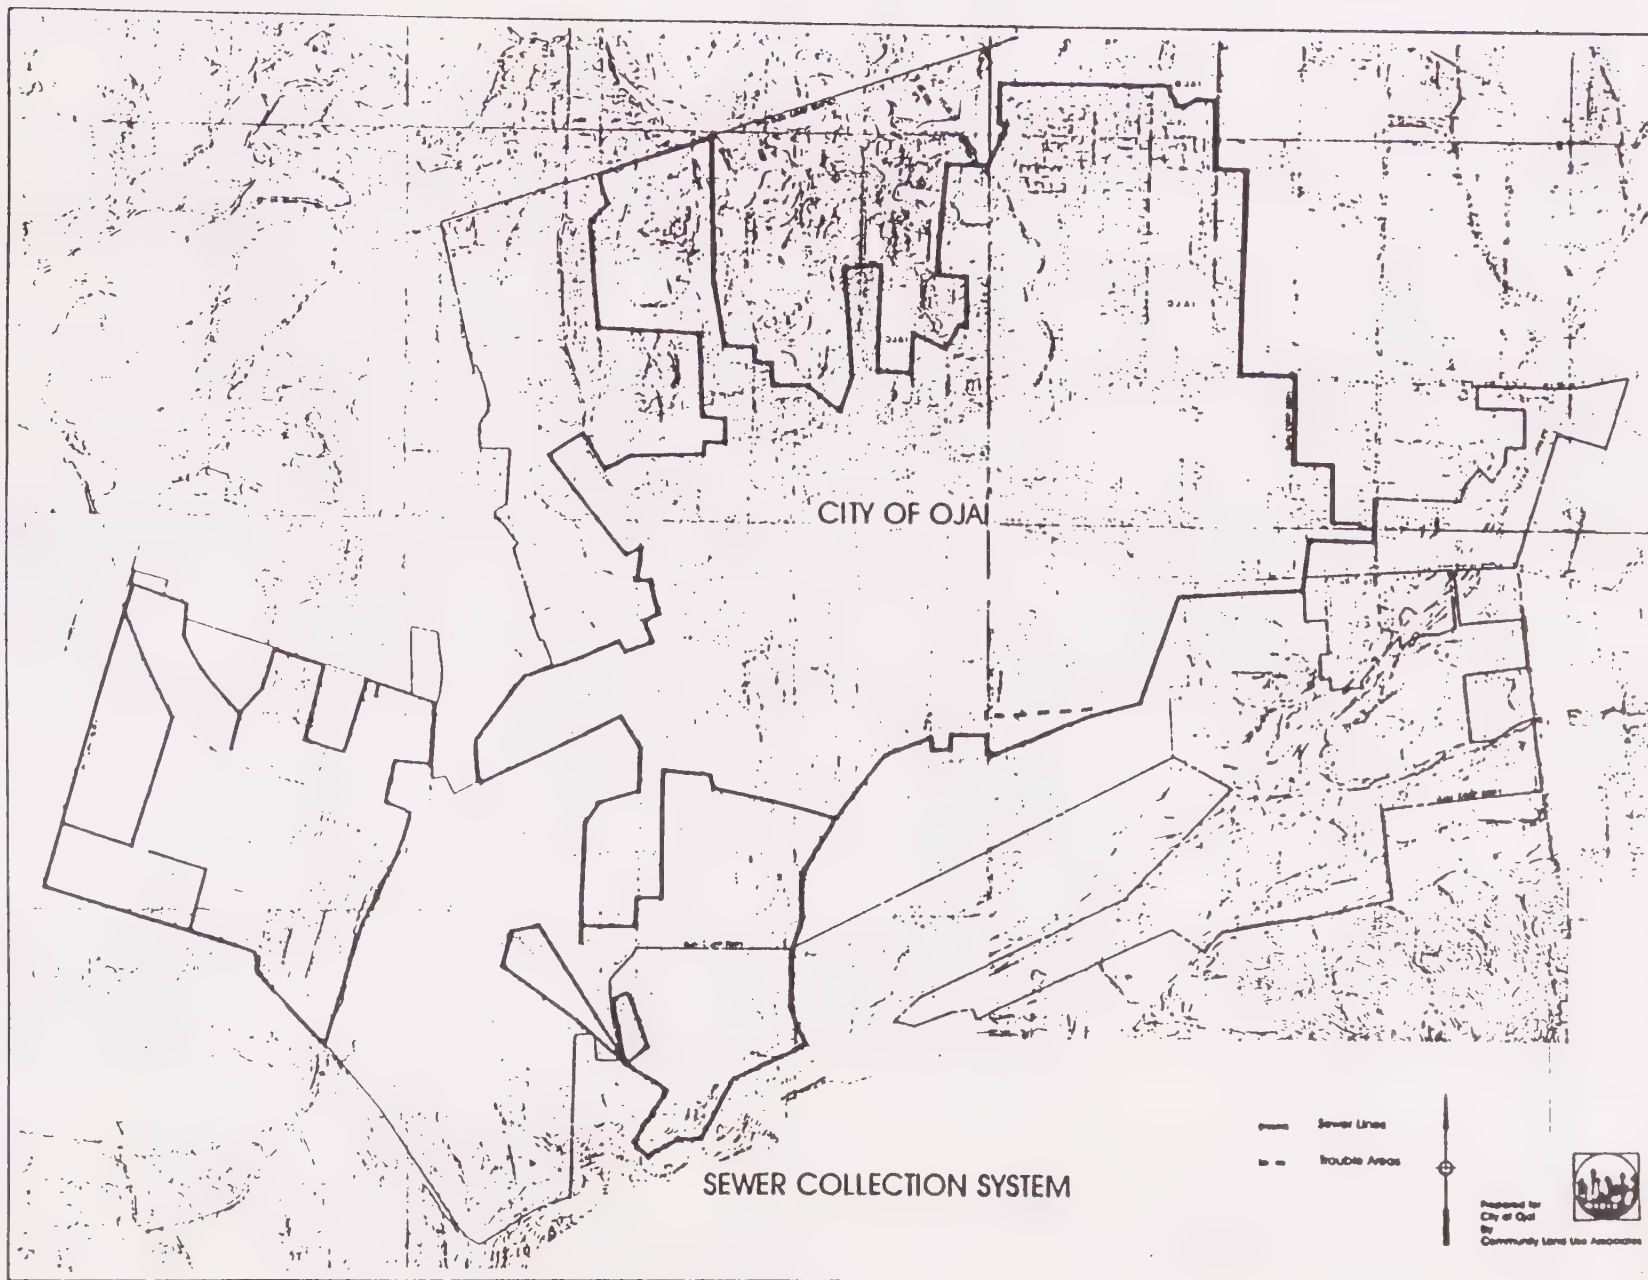 CITY OF OJAI
SEWER COLLECTION SYSTEM
Sewer Lines
Trouble Areas
Prepared for
City of Ojai
By
Community Land Use Associates